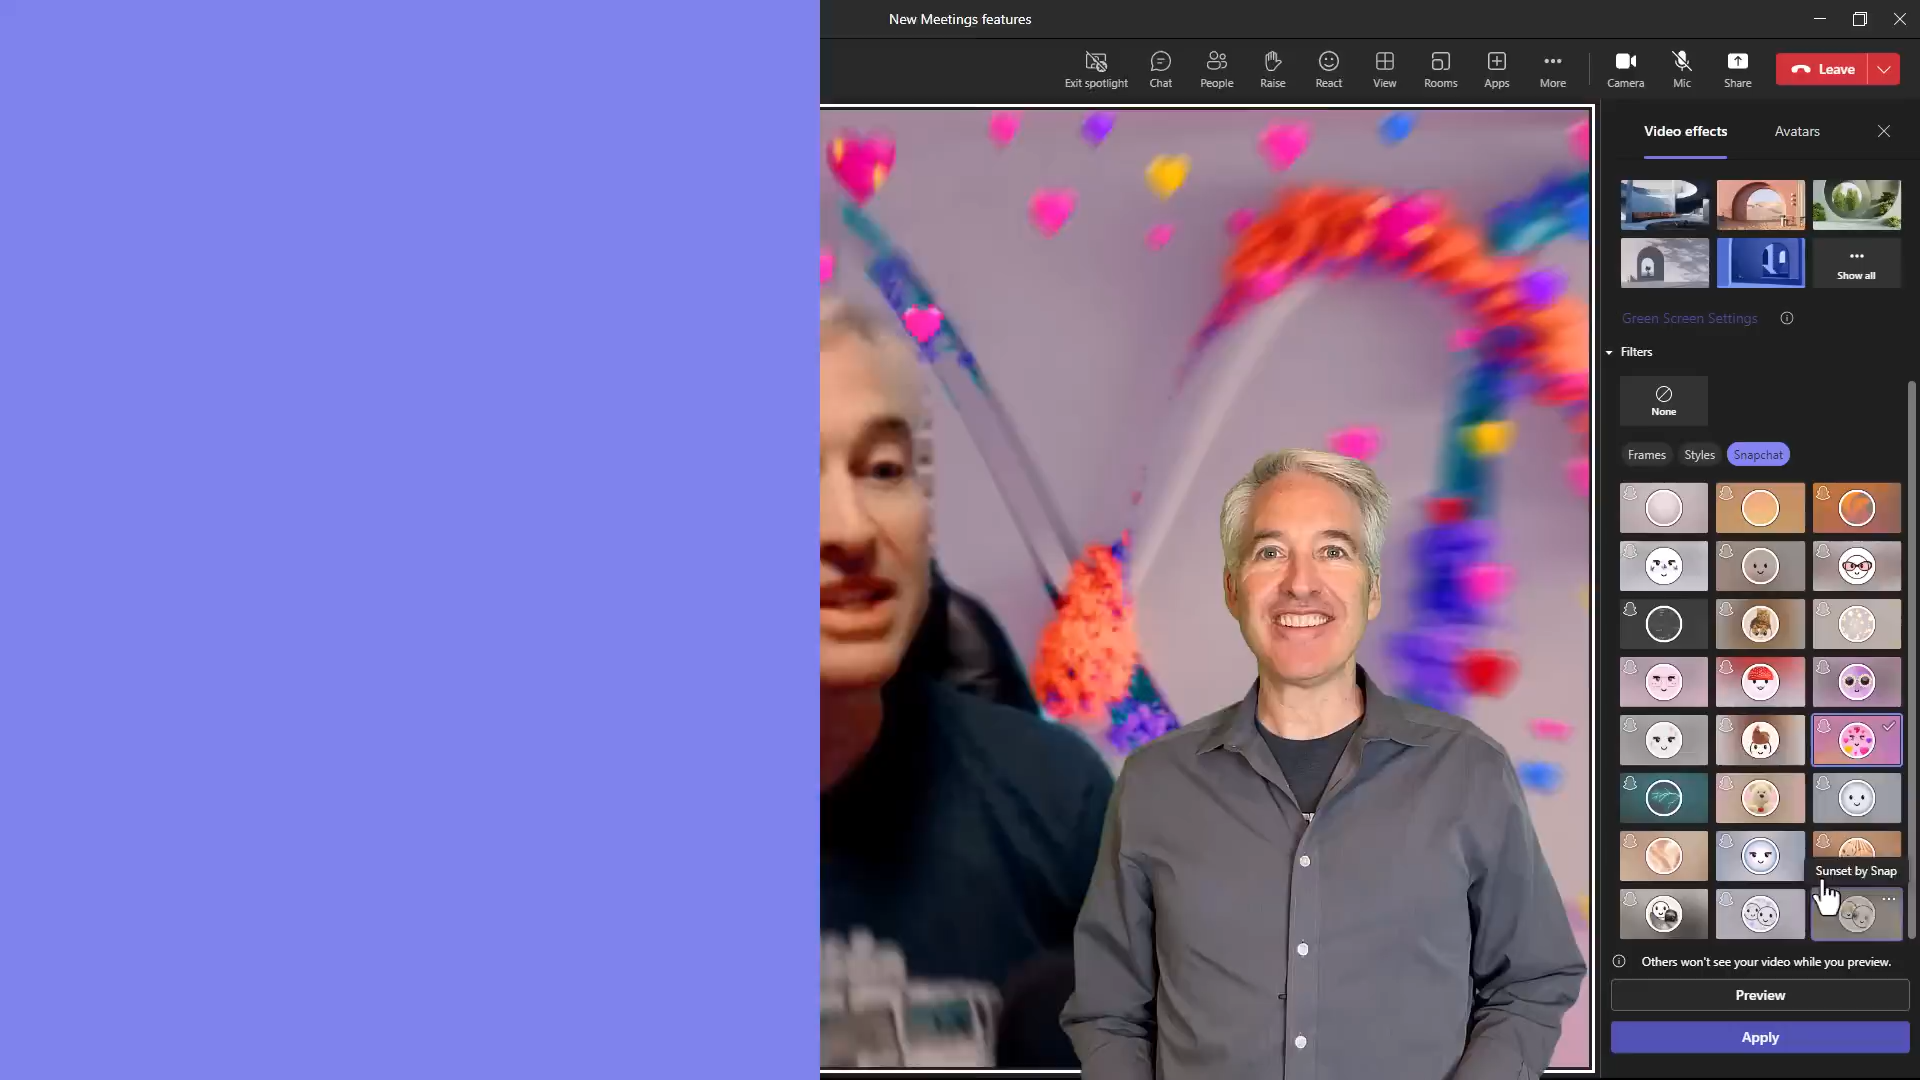 New Meetings features
Exit spotlight
Chat
People
Raise
React
View
Rooms
Apps
More
Camera
Mic
Share
Leave
Video effects
Avatars
Show all
Green Screen Settings
Filters
None
Frames
Styles
Snapchat
Sunset by Snap
Others won't see your video while you preview.
Preview
Apply